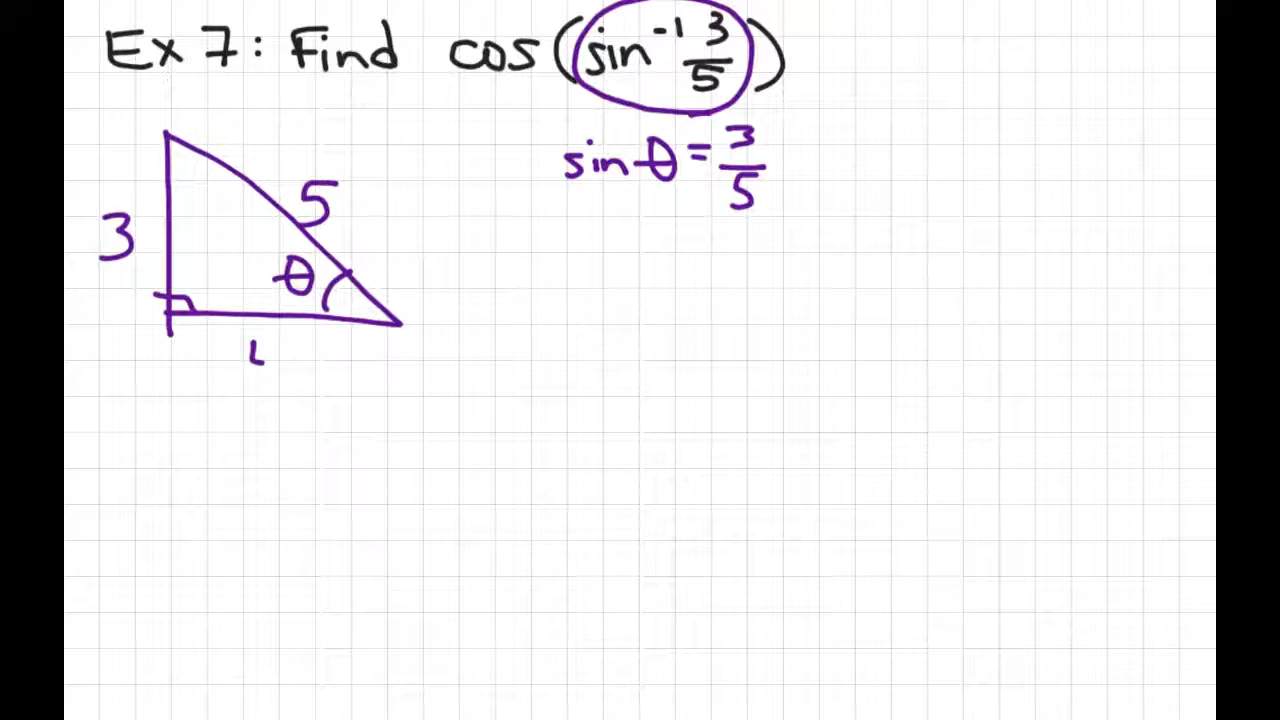 Ex 7: Find cos(sin⁻¹ 3/5)
sin θ = 3/5
5
3
θ